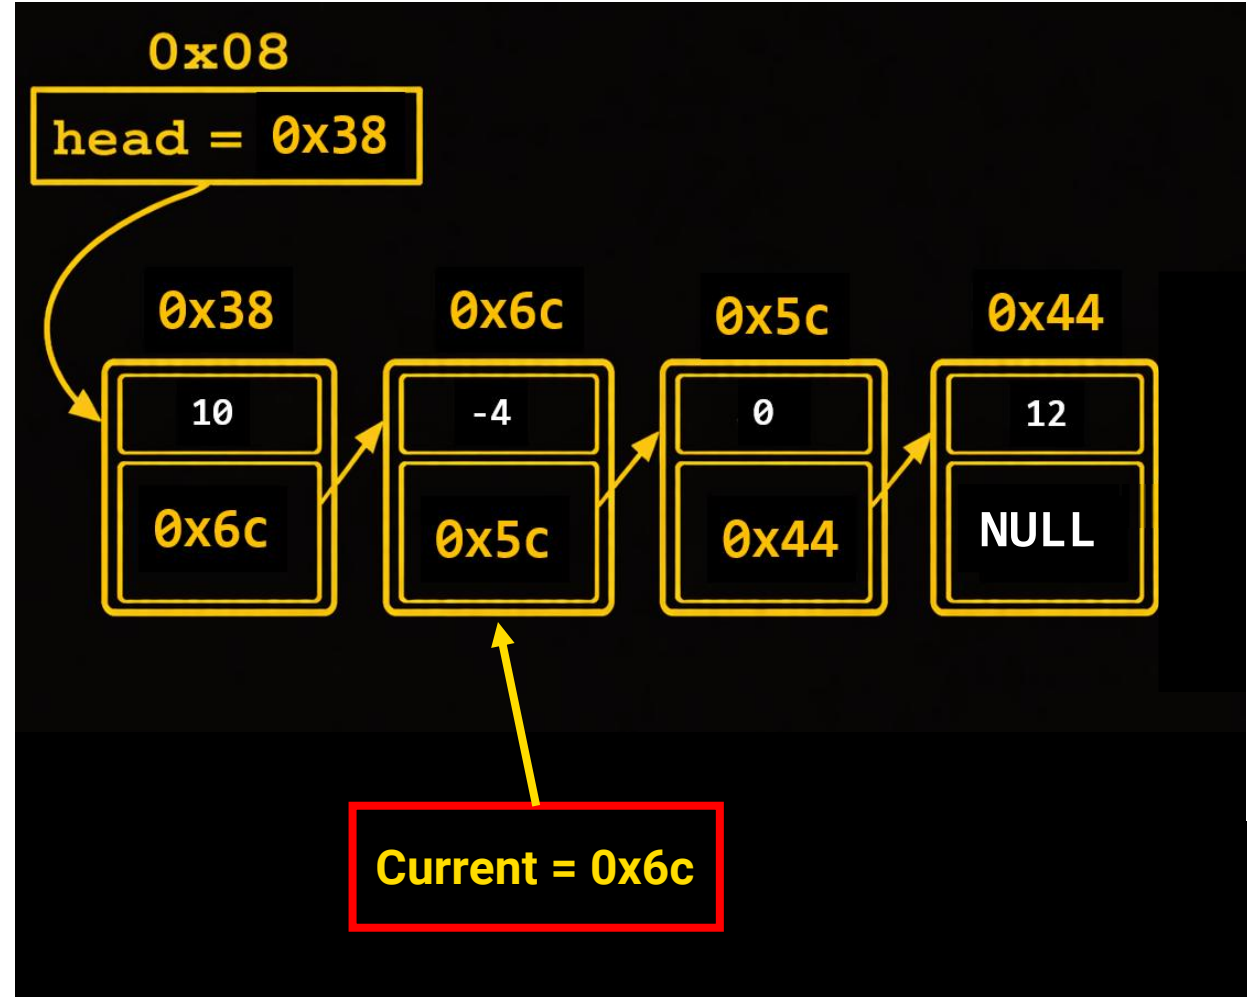 0x08
head = 0x38
0x38 0x6c 0x5c 0x44
10 -4 0 12
0x6c 0x5c 0x44 NULL
Current = 0x6c